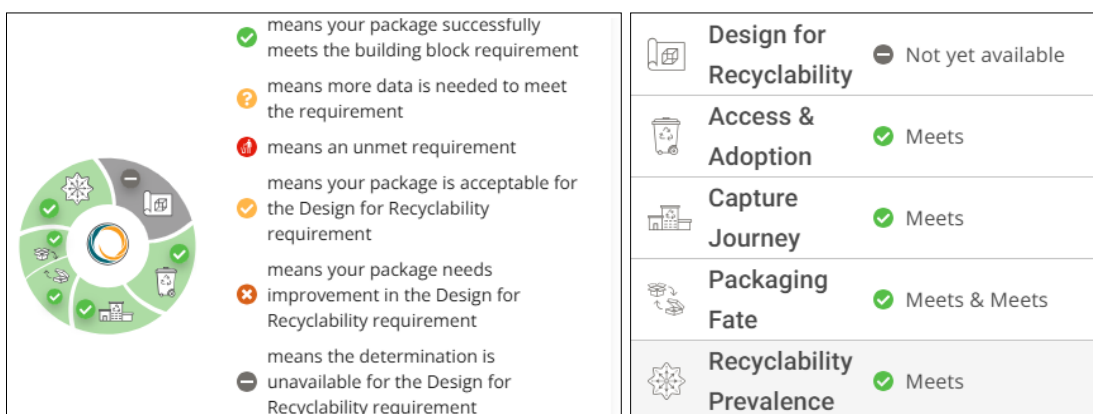 means your package successfully
meets the building block requirement
means more data is needed to meet
the requirement
means an unmet requirement
means your package is acceptable for
the Design for Recyclability
requirement
means your package needs
improvement in the Design for
Recyclability requirement
means the determination is
unavailable for the Design for
Recyclability requirement
Design for
Recyclability
Not yet available
Access &
Adoption
Meets
Capture
Journey
Meets
Packaging
Fate
Meets & Meets
Recyclability
Prevalence
Meets